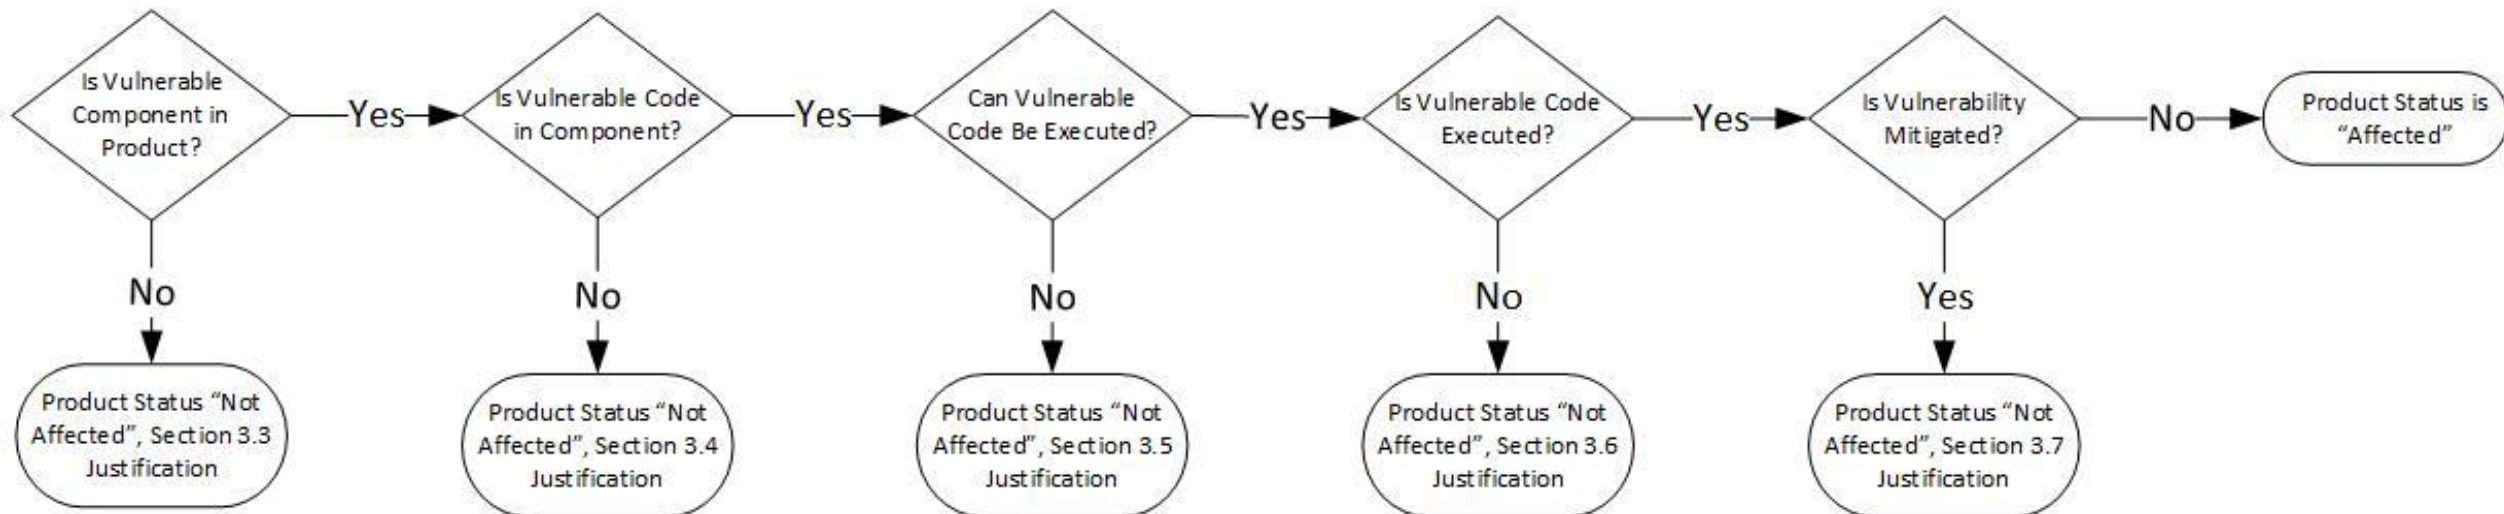 Is Vulnerable
Component in
Product?
Yes
Is Vulnerable Code
in Component?
Yes
Can Vulnerable
Code Be Executed?
Yes
Is Vulnerable Code
Executed?
Yes
Is Vulnerability
Mitigated?
No
Product Status is
“Affected”
No
No
No
No
Yes
Product Status “Not
Affected”, Section 3.3
Justification
Product Status “Not
Affected”, Section 3.4
Justification
Product Status “Not
Affected”, Section 3.5
Justification
Product Status “Not
Affected”, Section 3.6
Justification
Product Status “Not
Affected”, Section 3.7
Justification